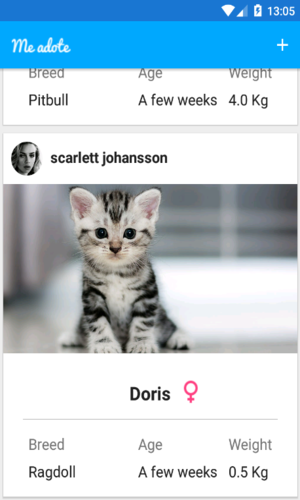 13:05
Me adote +
Breed Age Weight
Pitbull A few weeks 4.0 Kg
scarlett johansson
Doris
Breed Age Weight
Ragdoll A few weeks 0.5 Kg